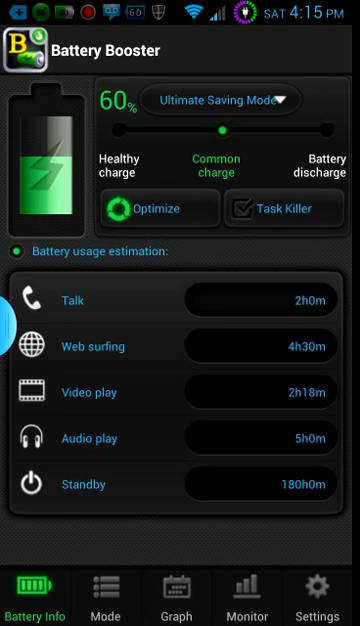 60
SAT 4:15 PM
B
Battery Booster
60%
Ultimate Saving Mode
Healthy charge
Common charge
Battery discharge
Optimize
Task Killer
Battery usage estimation:
Talk
2h0m
Web surfing
4h30m
Video play
2h18m
Audio play
5h0m
Standby
180h0m
Battery Info
Mode
Graph
Monitor
Settings